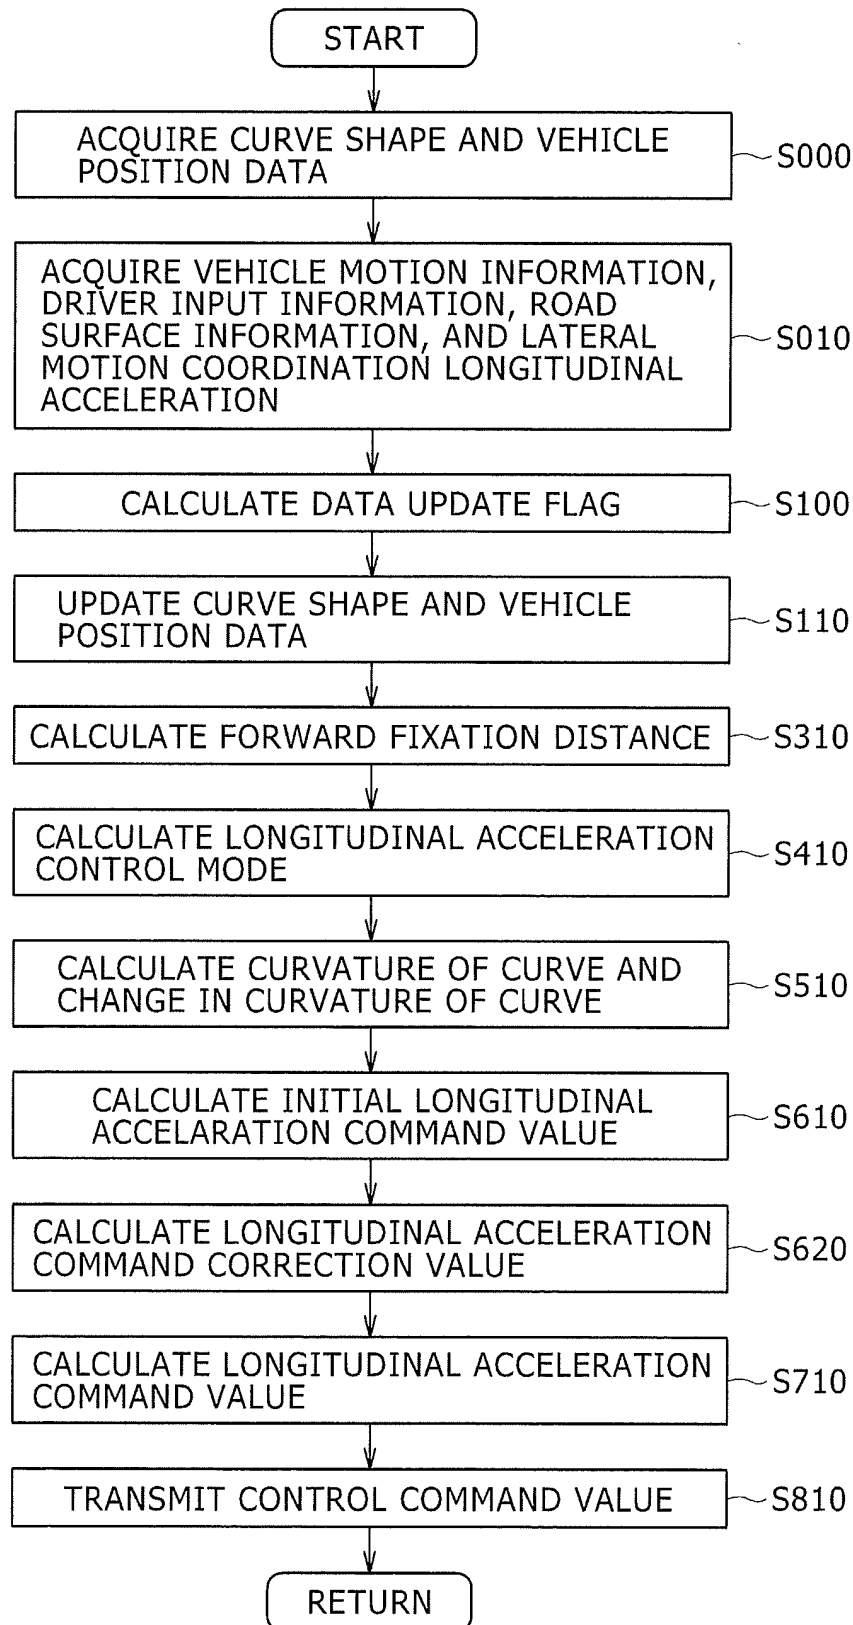 START
ACQUIRE CURVE SHAPE AND VEHICLE
POSITION DATA
S000
ACQUIRE VEHICLE MOTION INFORMATION,
DRIVER INPUT INFORMATION, ROAD
SURFACE INFORMATION, AND LATERAL
MOTION COORDINATION LONGITUDINAL
ACCELERATION
S010
CALCULATE DATA UPDATE FLAG
S100
UPDATE CURVE SHAPE AND VEHICLE
POSITION DATA
S110
CALCULATE FORWARD FIXATION DISTANCE
S310
CALCULATE LONGITUDINAL ACCELERATION
CONTROL MODE
S410
CALCULATE CURVATURE OF CURVE AND
CHANGE IN CURVATURE OF CURVE
S510
CALCULATE INITIAL LONGITUDINAL
ACCELARATION COMMAND VALUE
S610
CALCULATE LONGITUDINAL ACCELERATION
COMMAND CORRECTION VALUE
S620
CALCULATE LONGITUDINAL ACCELERATION
COMMAND VALUE
S710
TRANSMIT CONTROL COMMAND VALUE
S810
RETURN